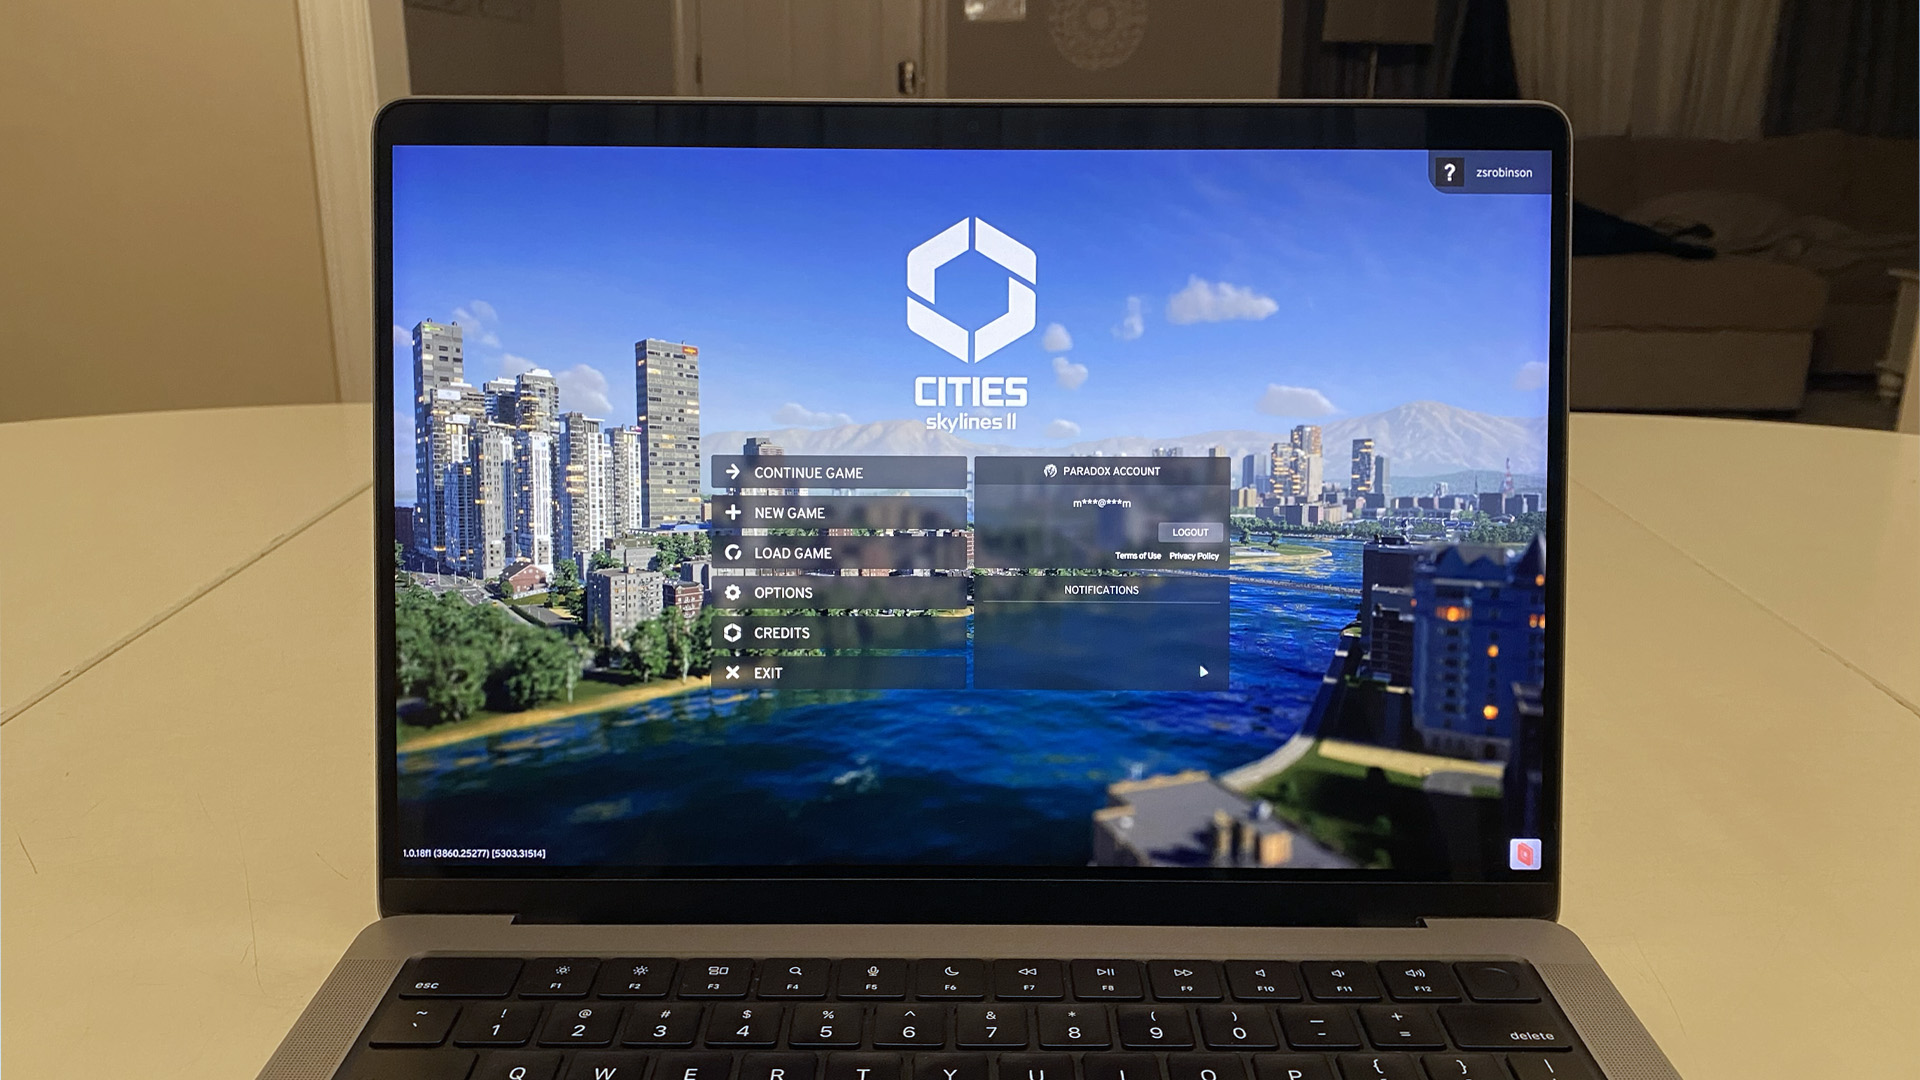 ? zsrobinson
CITIES
skylines II
CONTINUE GAME
NEW GAME
LOAD GAME
OPTIONS
CREDITS
EXIT
PARADOX ACCOUNT
m***@***m
LOGOUT
Terms of Use Privacy Policy
NOTIFICATIONS
1.0.18f1 (3860.25277) [5303.31514]
esc F1 F2 F3 F4 F5 F6 F7 F8 F9 F10 F11 F12
~ ! @ # $ % ^ & * ( ) _ +
` 1 2 3 4 5 6 7 8 9 0 - = delete
Q W E R T Y U I O P { } |